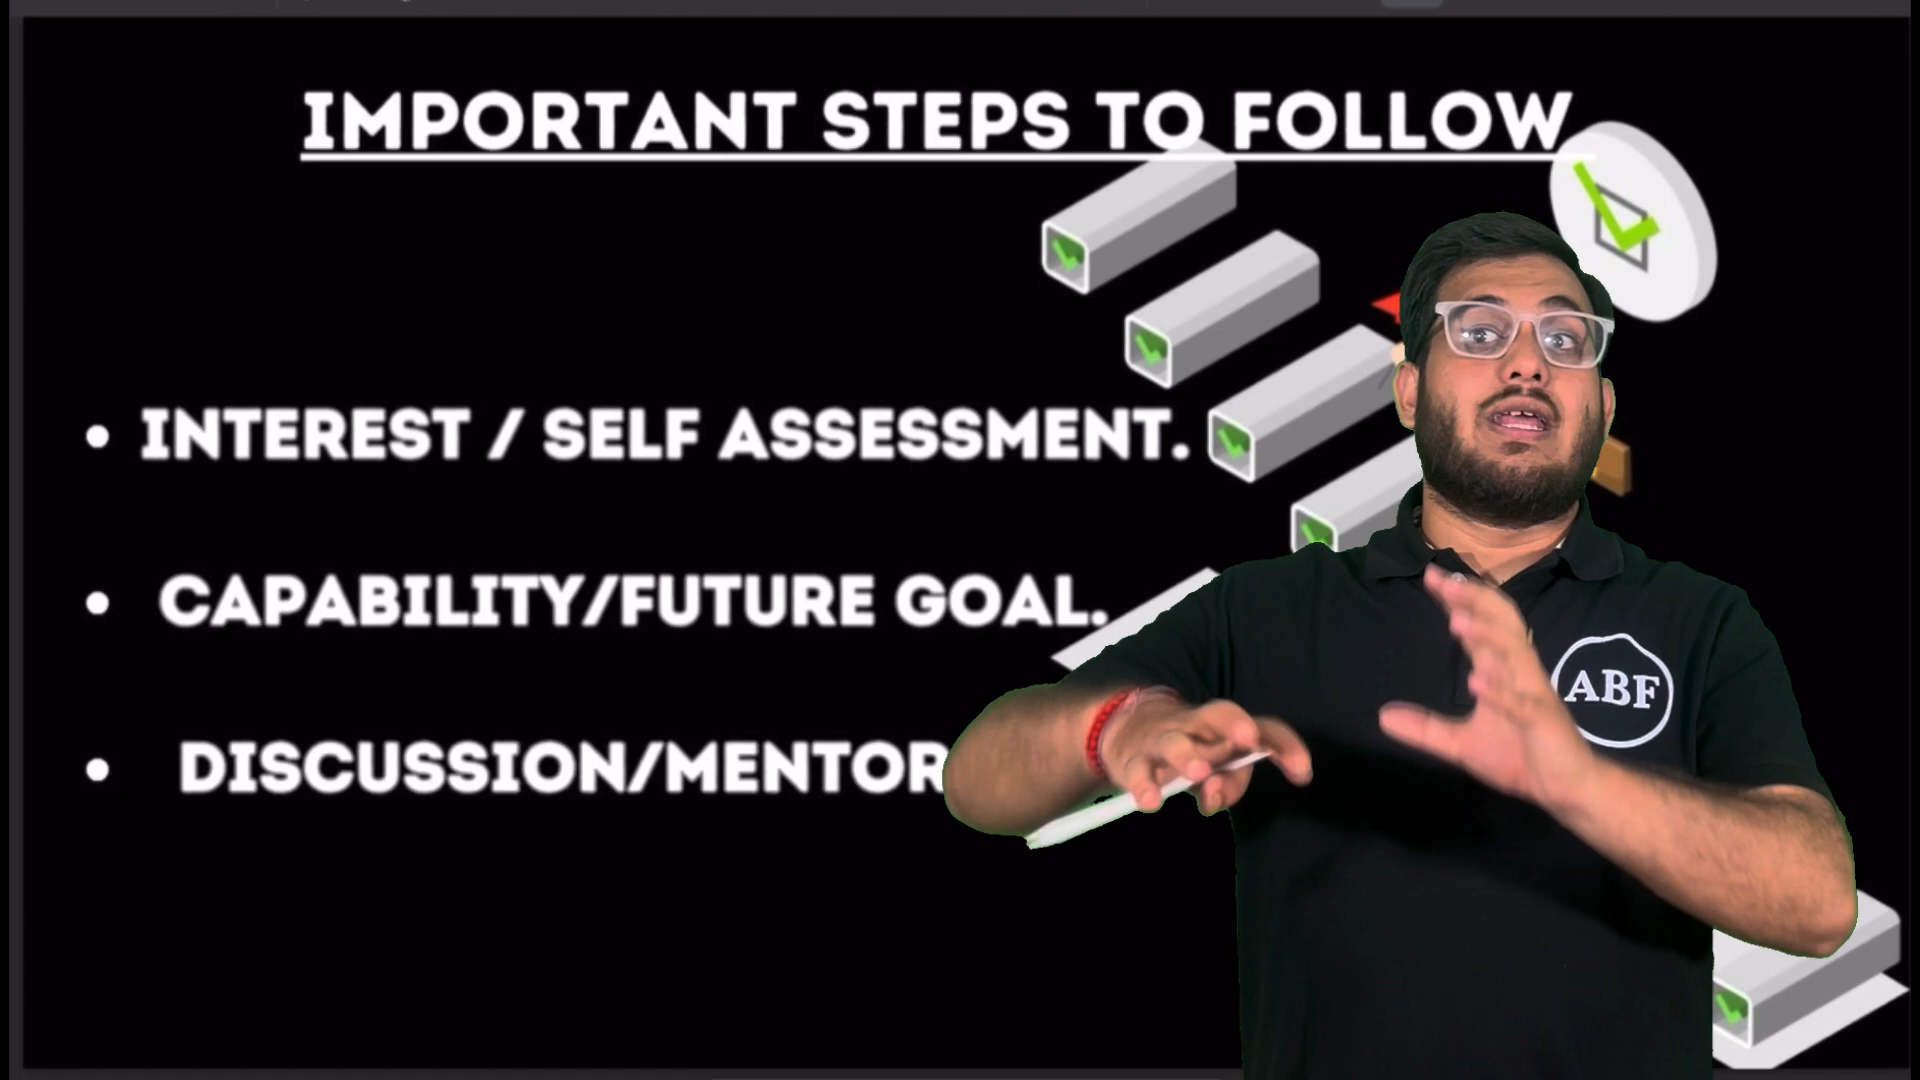 IMPORTANT STEPS TO FOLLOW
• INTEREST / SELF ASSESSMENT.
• CAPABILITY/FUTURE GOAL.
• DISCUSSION/MENTOR
ABF